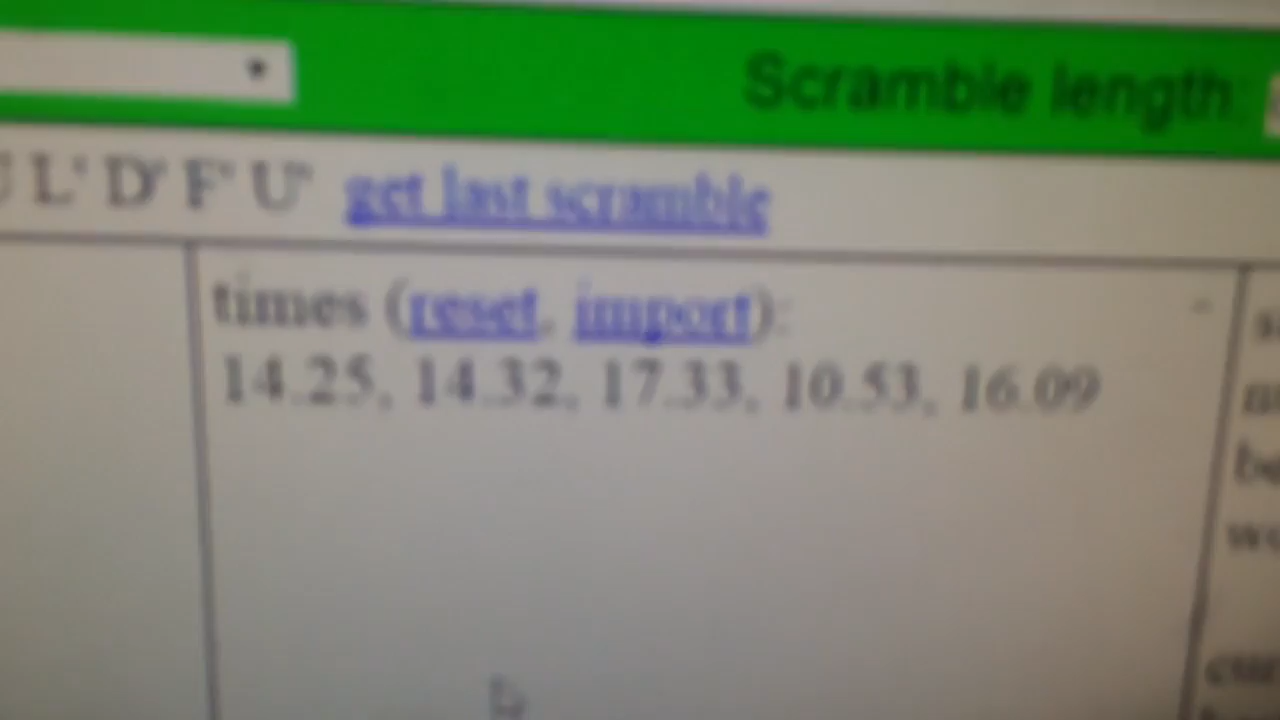 Scramble length:
L' D' F' U' get last scramble
times (reset, import):
14.25, 14.32, 17.33, 10.53, 16.09